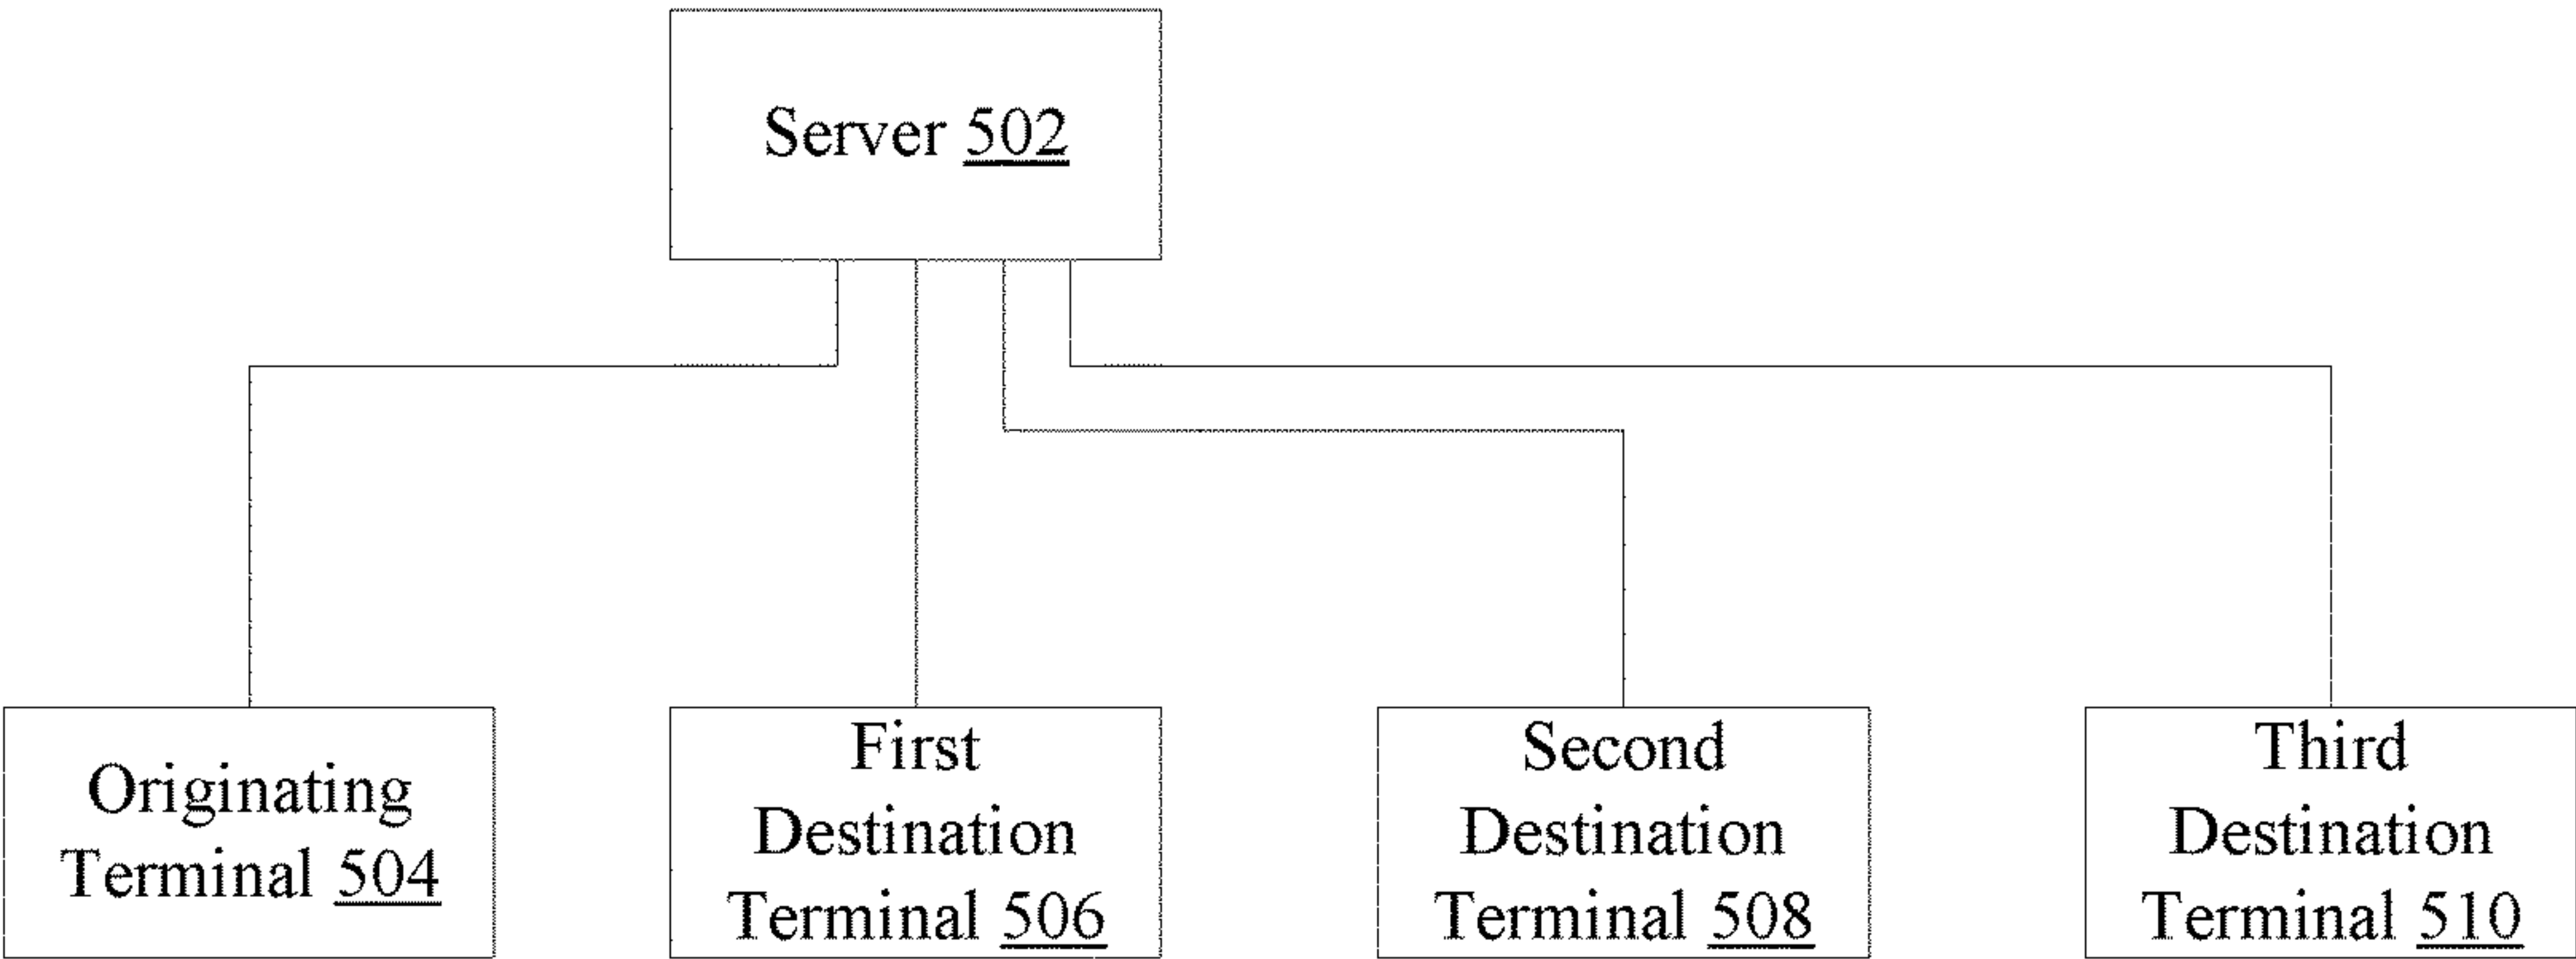 Server 502
Originating
Terminal 504
First
Destination
Terminal 506
Second
Destination
Terminal 508
Third
Destination
Terminal 510